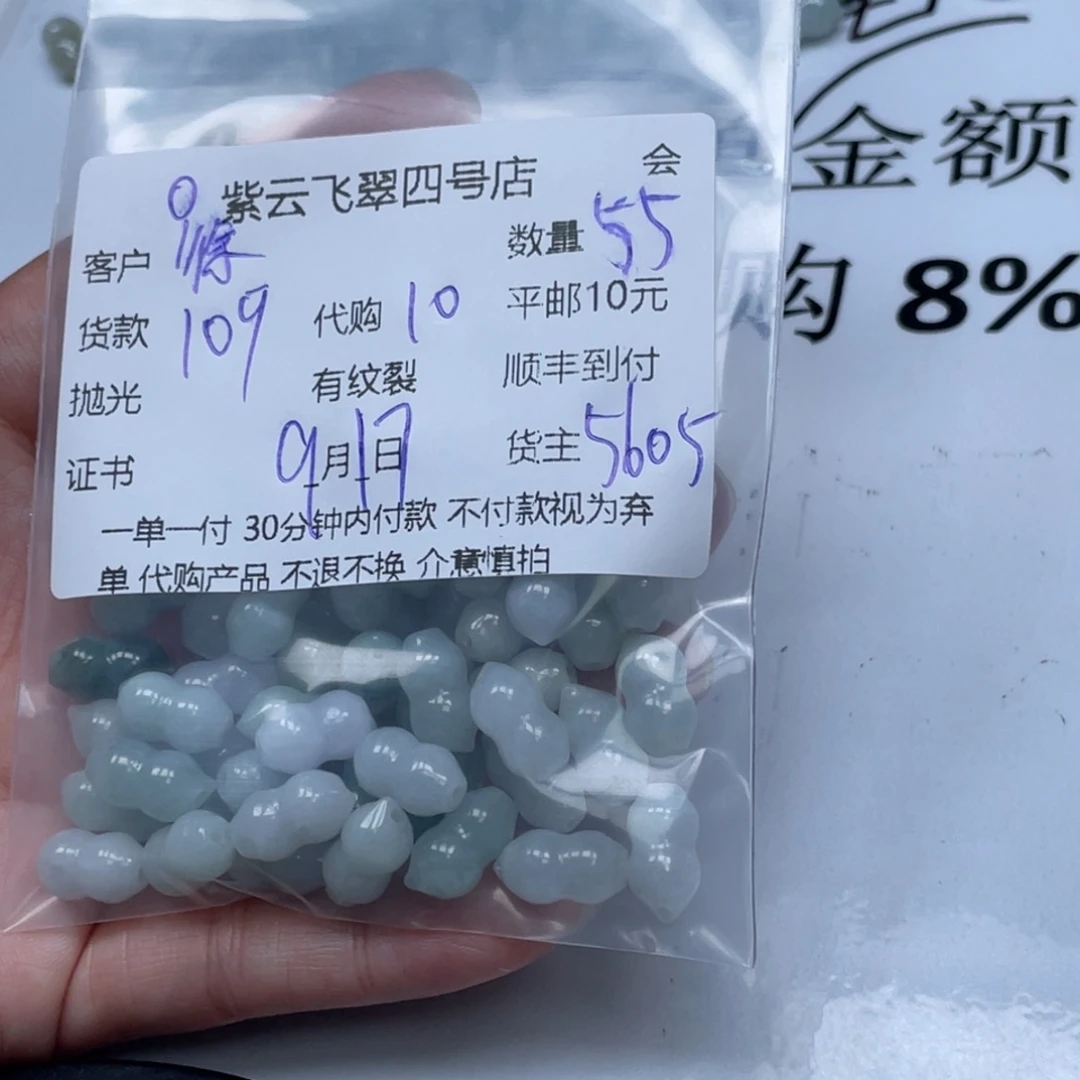 会
紫云飞翠四号店
客户 徐 数量 55
货款 109 代购 10 平邮10元
抛光 有纹裂 顺丰到付
证书 9月17日 货主 5605
一单一付 30分钟内付款 不付款视为弃
单 代购产品 不退不换 介意慎拍
金额
购 8%